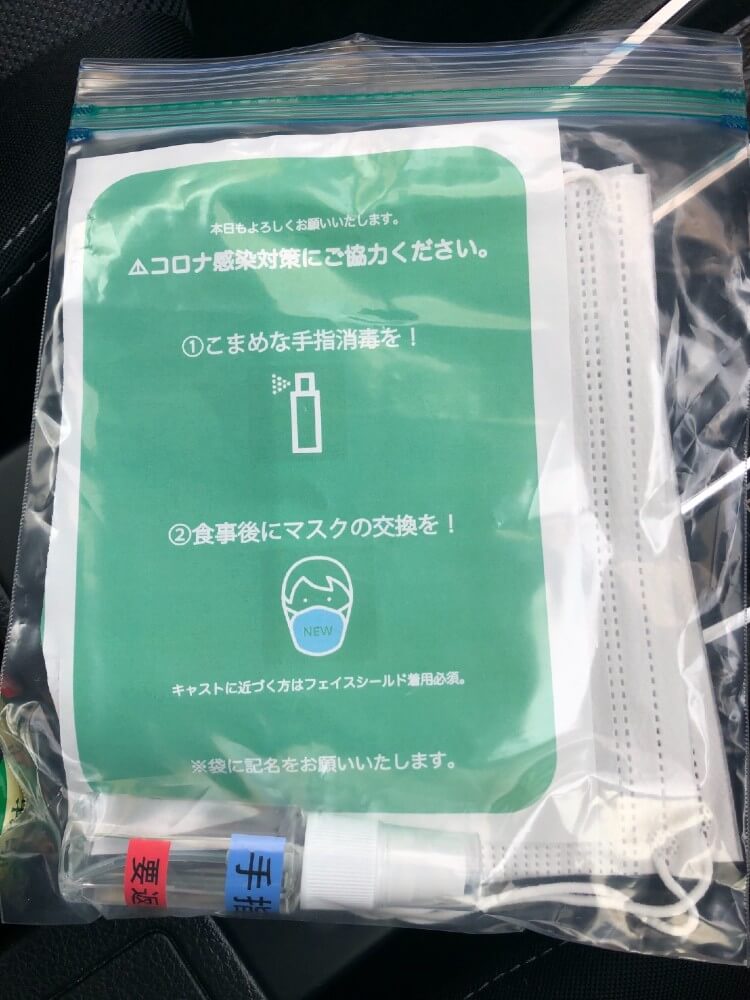 本日もよろしくお願いいたします。
⚠コロナ感染対策にご協力ください。
①こまめな手指消毒を！
②食事後にマスクの交換を！
NEW
キャストに近づく方はフェイスシールド着用必須。
※袋に記名をお願いいたします。
要返
手指